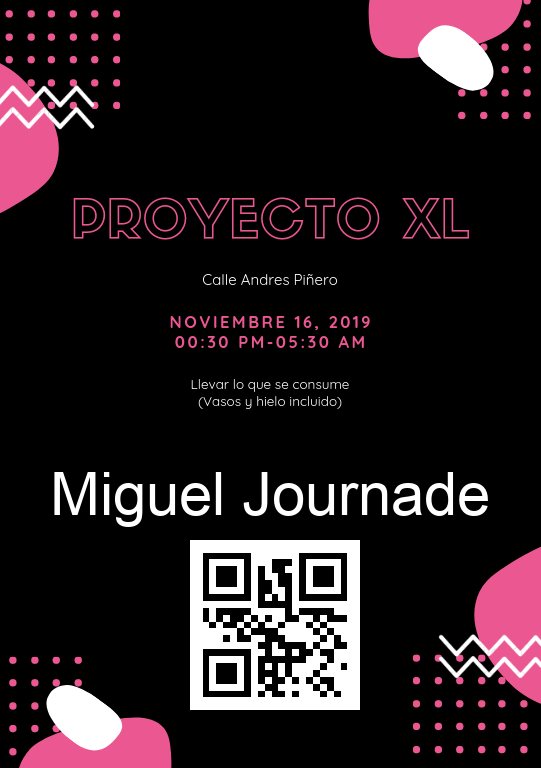 PROYECTO XL
Calle Andres Piñero
NOVIEMBRE 16, 2019
00:30 PM-05:30 AM
Llevar lo que se consume
(Vasos y hielo incluido)
Miguel Journade